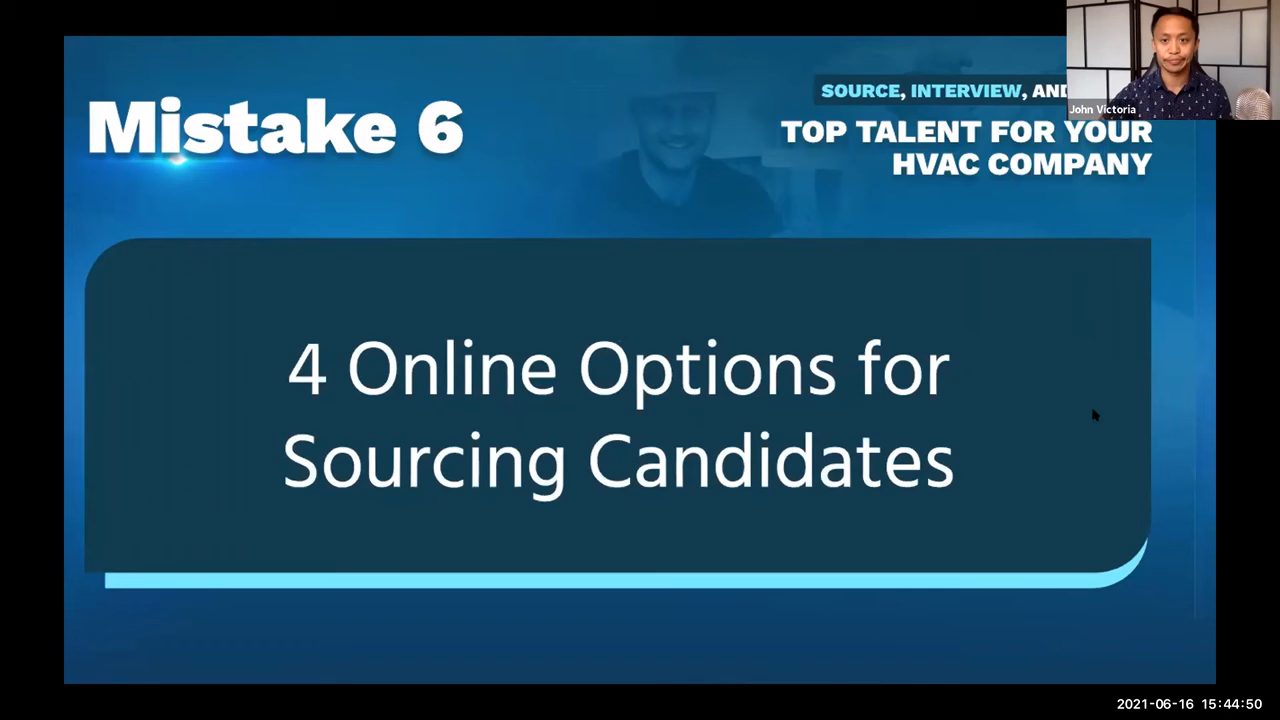 Mistake 6
SOURCE, INTERVIEW, AND
TOP TALENT FOR YOUR
HVAC COMPANY
John Victoria
4 Online Options for
Sourcing Candidates
2021-06-16 15:44:50